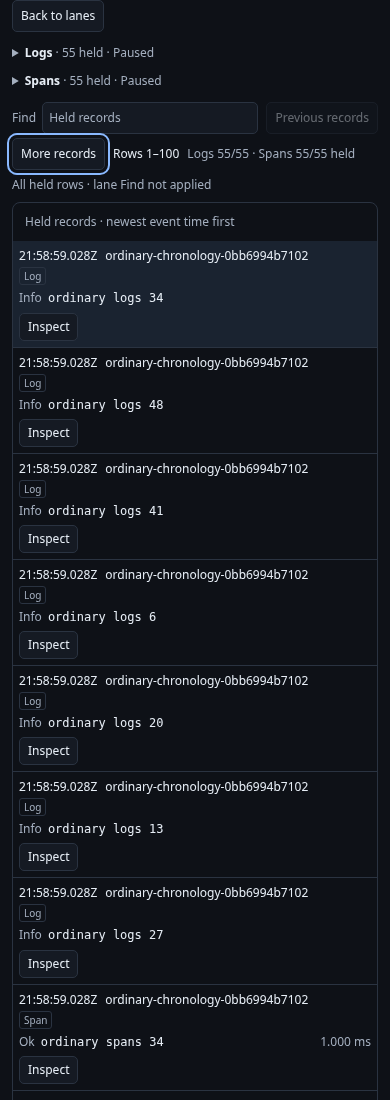 Back to lanes
▶ Logs · 55 held · Paused
▶ Spans · 55 held · Paused
Find Held records Previous records
More records Rows 1–100 Logs 55/55 · Spans 55/55 held
All held rows · lane Find not applied
Held records · newest event time first
21:58:59.028Z ordinary-chronology-0bb6994b7102
Log
Info ordinary logs 34
Inspect
21:58:59.028Z ordinary-chronology-0bb6994b7102
Log
Info ordinary logs 48
Inspect
21:58:59.028Z ordinary-chronology-0bb6994b7102
Log
Info ordinary logs 41
Inspect
21:58:59.028Z ordinary-chronology-0bb6994b7102
Log
Info ordinary logs 6
Inspect
21:58:59.028Z ordinary-chronology-0bb6994b7102
Log
Info ordinary logs 20
Inspect
21:58:59.028Z ordinary-chronology-0bb6994b7102
Log
Info ordinary logs 13
Inspect
21:58:59.028Z ordinary-chronology-0bb6994b7102
Log
Info ordinary logs 27
Inspect
21:58:59.028Z ordinary-chronology-0bb6994b7102
Span
Ok ordinary spans 34 1.000 ms
Inspect